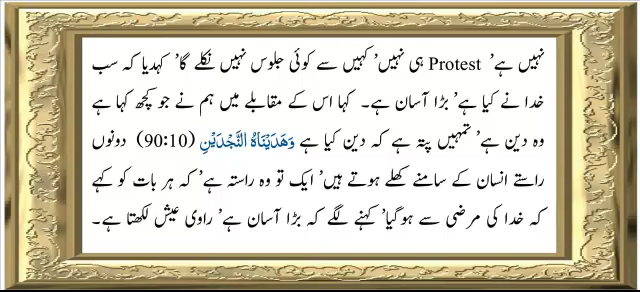 نہیں ہے’ Protest ہی نہیں’ کہیں سے کوئی جلوس نہیں نکلے گا’ کہدیا کہ سب
خدا نے کیا ہے’ بڑا آسان ہے۔ کہا اس کے مقابلے میں ہم نے جو کچھ کہا ہے
وہ دین ہے’ تمہیں پتہ ہے کہ دین کیا ہے وَهَدَيْنَاهُ النَّجْدَيْنِ (90:10) دونوں
راستے انسان کے سامنے کھلے ہوتے ہیں’ ایک تو وہ راستہ ہے’ کہ ہر بات کو کہے
کہ خدا کی مرضی سے ہوگیا’ کہنے لگے کہ بڑا آسان ہے’ راوی عیش لکھتا ہے۔